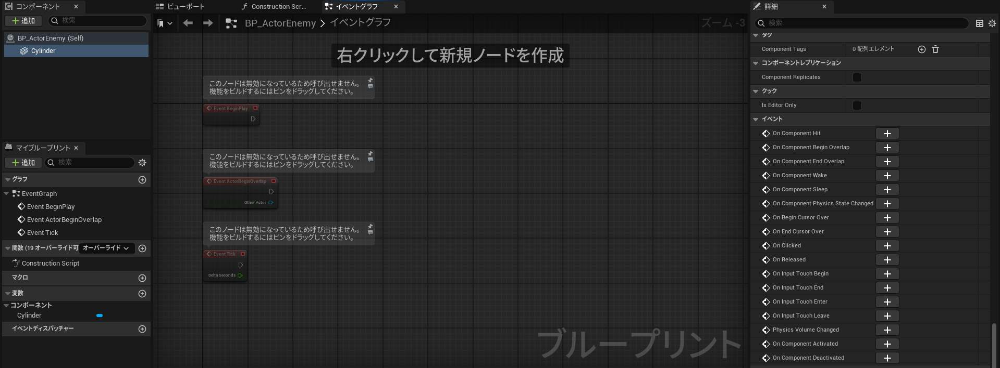 コンポーネント
追加
検索
BP_ActorEnemy (Self)
Cylinder
マイブループリント
追加
検索
グラフ
EventGraph
Event BeginPlay
Event ActorBeginOverlap
Event Tick
関数 (19 オーバーライド可
オーバーライド
Construction Script
マクロ
変数
コンポーネント
Cylinder
イベントディスパッチャー
ビューポート
Construction Scr...
イベントグラフ
BP_ActorEnemy
イベントグラフ
ズーム -3
右クリックして新規ノードを作成
このノードは無効になっているため呼び出せません。
機能をビルドするにはピンをドラッグしてください。
Event BeginPlay
このノードは無効になっているため呼び出せません。
機能をビルドするにはピンをドラッグしてください。
Event ActorBeginOverlap
Other Actor
このノードは無効になっているため呼び出せません。
機能をビルドするにはピンをドラッグしてください。
Event Tick
Delta Seconds
ブループリント
詳細
検索
タグ
Component Tags
0 配列エレメント
コンポーネントレプリケーション
Component Replicates
クック
Is Editor Only
イベント
On Component Hit
On Component Begin Overlap
On Component End Overlap
On Component Wake
On Component Sleep
On Component Physics State Changed
On Begin Cursor Over
On End Cursor Over
On Clicked
On Released
On Input Touch Begin
On Input Touch End
On Input Touch Enter
On Input Touch Leave
Physics Volume Changed
On Component Activated
On Component Deactivated